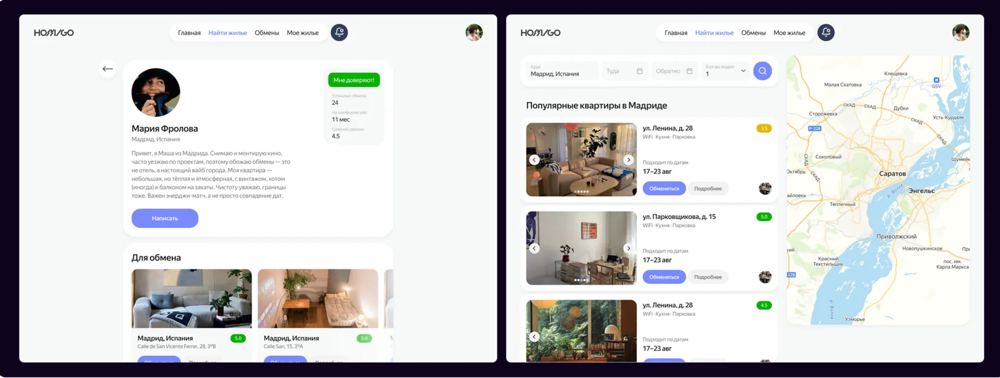 HOMIGO
Главная Найти жилье Обмены Мое жилье
Мария Фролова
Мадрид, Испания
Привет, я Маша из Мадрида. Снимаю и монтирую кино,
часто уезжаю по проектам, поэтому обожаю обмены — это
не отель, а настоящий вайб города. Моя квартира —
небольшая, но тёплая и атмосферная, с винтажом, котом
(иногда) и балконом на закаты. Чистоту уважаю, границы
тоже. Важен энерджи-матч, а не просто совпадение дат.
Написать
Мне доверяют!
Успешные обмены
24
На платформе уже
11 мес
Средний рейтинг
4.5
Для обмена
Мадрид, Испания 5.0
Calle de San Vicente Ferrer, 28, 3ºB
Мадрид, Испания 5.0
Calle San, 15, 3ºA
HOMIGO
Главная Найти жилье Обмены Мое жилье
Куда
Мадрид, Испания
Туда
Обратно
Кол-во людей
1
Популярные квартиры в Мадриде
ул. Ленина, д. 28 3.5
WiFi · Кухня · Парковка
Подходит по датам
17–23 авг
Обменяться Подробнее
ул. Парковщикова, д. 15 5.0
WiFi · Кухня · Парковка
Подходит по датам
17–23 авг
Обменяться Подробнее
ул. Ленина, д. 28 4.5
WiFi · Кухня · Парковка
Подходит по датам
17–23 авг
Клещевка
GSV
Малая Скатовка
СКАД
СКАД
Дубки
Сторожевка
Усть-Курдюм
СКАД
Р-228
СКАД
Соколовый
СКАД
Шумейк
Октябрь
СКАД
Саратов
р. Волга
Энгельс
айловка
Тепличный
Приволжский
Новопушкинское
При
кий
Красный
Текстильщик
пос. им.
Карла Маркса
228
р. Волга
Узморье